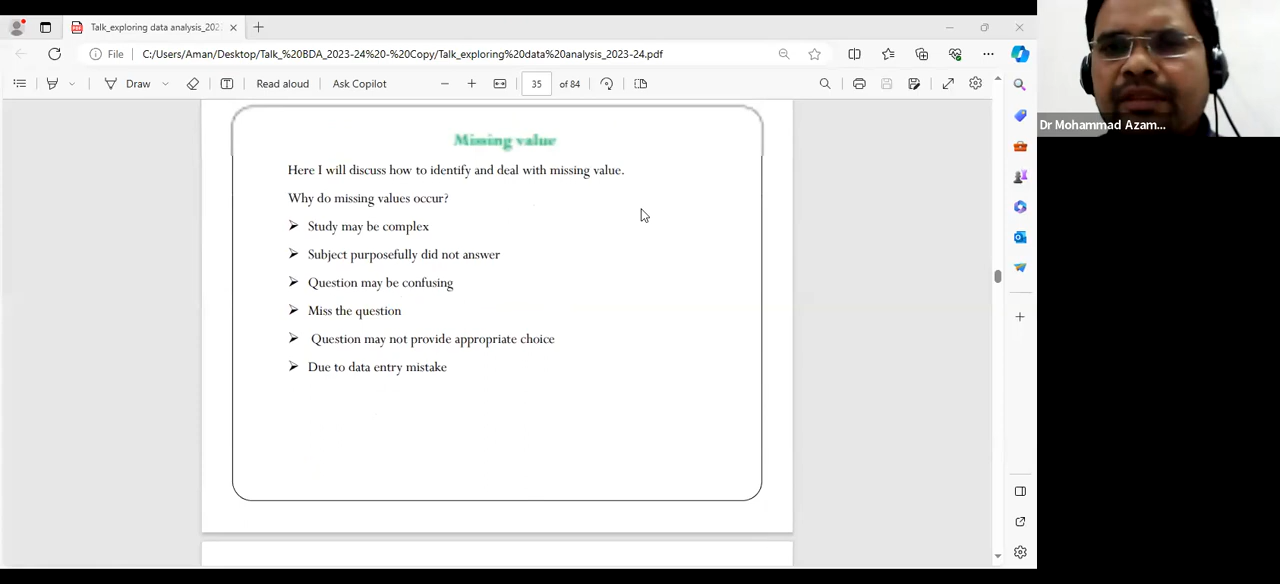 Talk_exploring data analysis_202
File
C:/Users/Aman/Desktop/Talk_%20BDA_2023-24%20-%20Copy/Talk_exploring%20data%20analysis_2023-24.pdf
Draw
Read aloud
Ask Copilot
35
of 84
Dr Mohammad Azam...
Missing value
Here I will discuss how to identify and deal with missing value.
Why do missing values occur?
➢ Study may be complex
➢ Subject purposefully did not answer
➢ Question may be confusing
➢ Miss the question
➢ Question may not provide appropriate choice
➢ Due to data entry mistake